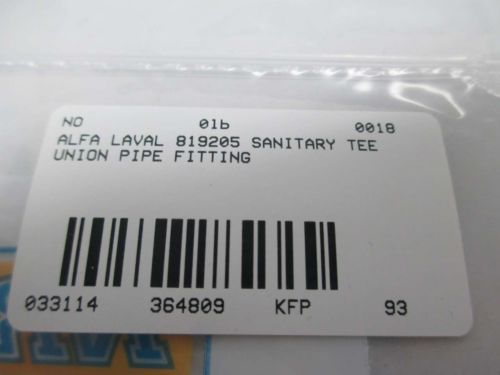 NO 01b 0018
ALFA LAVAL 819205 SANITARY TEE
UNION PIPE FITTING
033114 364809 KFP 93